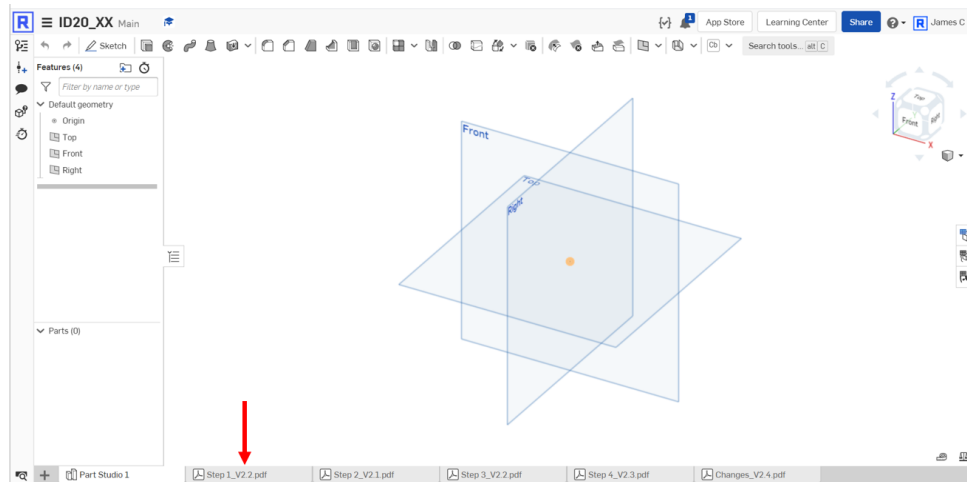 R ID20_XX Main 1 App Store Learning Center Share R James C
Sketch Cb Search tools... alt C
Features (4)
Filter by name or type
Default geometry
Origin
Top
Front
Right
Front
Top
Right
Z
Top
Front
Right
X
Parts (0)
Part Studio 1 Step 1_V2.2.pdf Step 2_V2.1.pdf Step 3_V2.2.pdf Step 4_V2.3.pdf Changes_V2.4.pdf